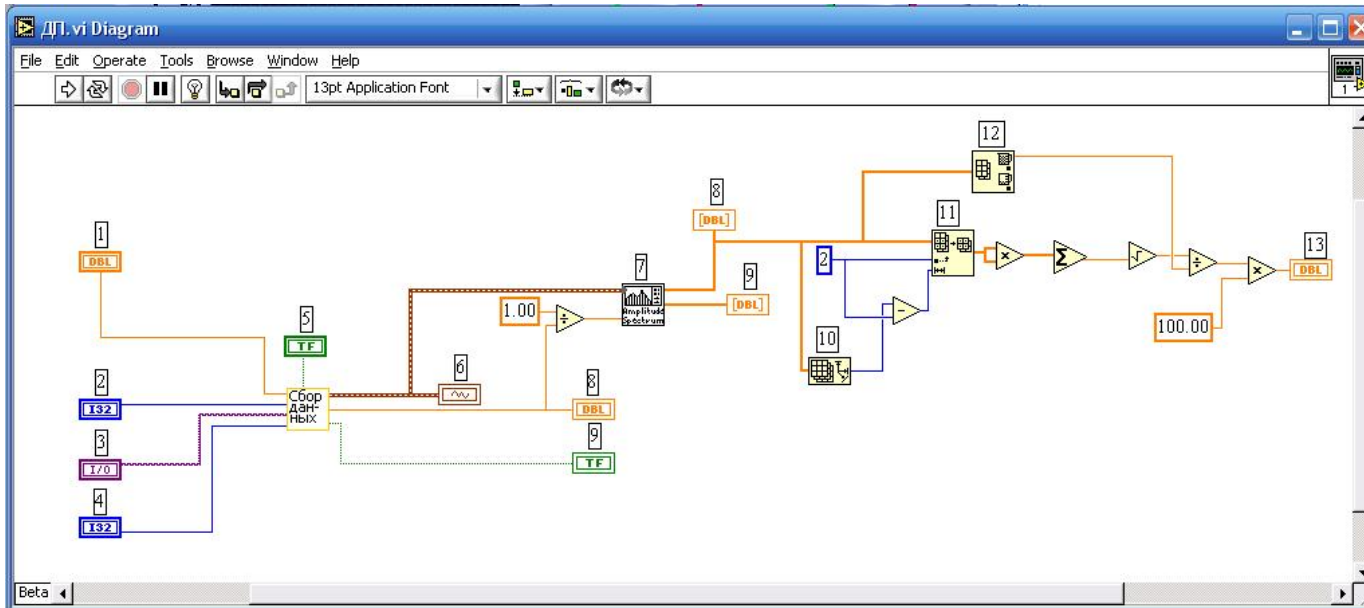 ДП.vi Diagram
File Edit Operate Tools Browse Window Help
13pt Application Font
1
12
8
[DBL]
1
DBL
11
2
7
13
DBL
9
[DBL]
Amplitude
Spectrum
1.00
5
TF
100.00
10
6
8
DBL
2
I32
Сбор
дан-
ных
3
I/O
9
TF
4
I32
Beta